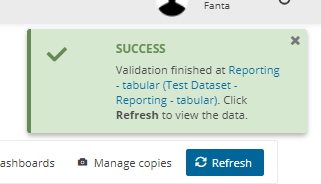 Fanta
SUCCESS
Validation finished at Reporting
- tabular (Test Dataset -
Reporting - tabular). Click
Refresh to view the data.
ashboards Manage copies Refresh